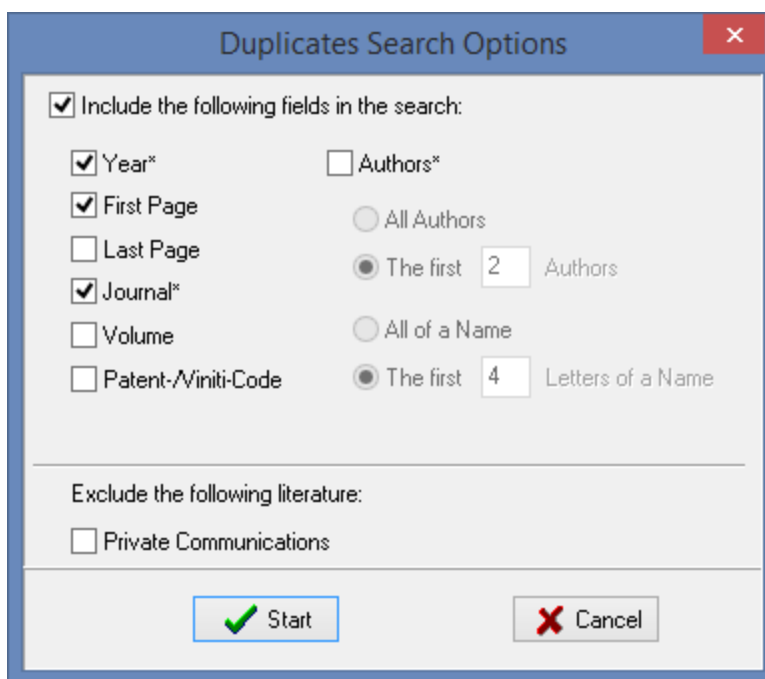 Duplicates Search Options
Include the following fields in the search:
Year*
Authors*
First Page
All Authors
Last Page
The first 2 Authors
Journal*
Volume
All of a Name
Patent-/Viniti-Code
The first 4 Letters of a Name
Exclude the following literature:
Private Communications
Start
Cancel